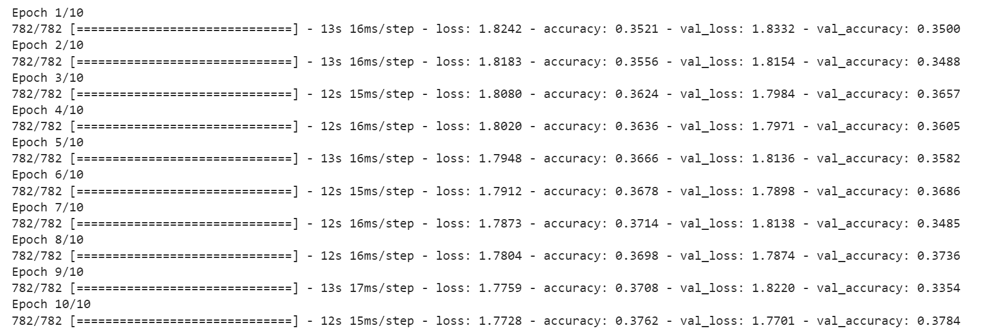 Epoch 1/10
782/782 [==============================] - 13s 16ms/step - loss: 1.8242 - accuracy: 0.3521 - val_loss: 1.8332 - val_accuracy: 0.3500
Epoch 2/10
782/782 [==============================] - 13s 16ms/step - loss: 1.8183 - accuracy: 0.3556 - val_loss: 1.8154 - val_accuracy: 0.3488
Epoch 3/10
782/782 [==============================] - 12s 15ms/step - loss: 1.8080 - accuracy: 0.3624 - val_loss: 1.7984 - val_accuracy: 0.3657
Epoch 4/10
782/782 [==============================] - 12s 16ms/step - loss: 1.8020 - accuracy: 0.3636 - val_loss: 1.7971 - val_accuracy: 0.3605
Epoch 5/10
782/782 [==============================] - 13s 16ms/step - loss: 1.7948 - accuracy: 0.3666 - val_loss: 1.8136 - val_accuracy: 0.3582
Epoch 6/10
782/782 [==============================] - 12s 15ms/step - loss: 1.7912 - accuracy: 0.3678 - val_loss: 1.7898 - val_accuracy: 0.3686
Epoch 7/10
782/782 [==============================] - 12s 16ms/step - loss: 1.7873 - accuracy: 0.3714 - val_loss: 1.8138 - val_accuracy: 0.3485
Epoch 8/10
782/782 [==============================] - 12s 16ms/step - loss: 1.7804 - accuracy: 0.3698 - val_loss: 1.7874 - val_accuracy: 0.3736
Epoch 9/10
782/782 [==============================] - 13s 17ms/step - loss: 1.7759 - accuracy: 0.3708 - val_loss: 1.8220 - val_accuracy: 0.3354
Epoch 10/10
782/782 [==============================] - 12s 15ms/step - loss: 1.7728 - accuracy: 0.3762 - val_loss: 1.7701 - val_accuracy: 0.3784